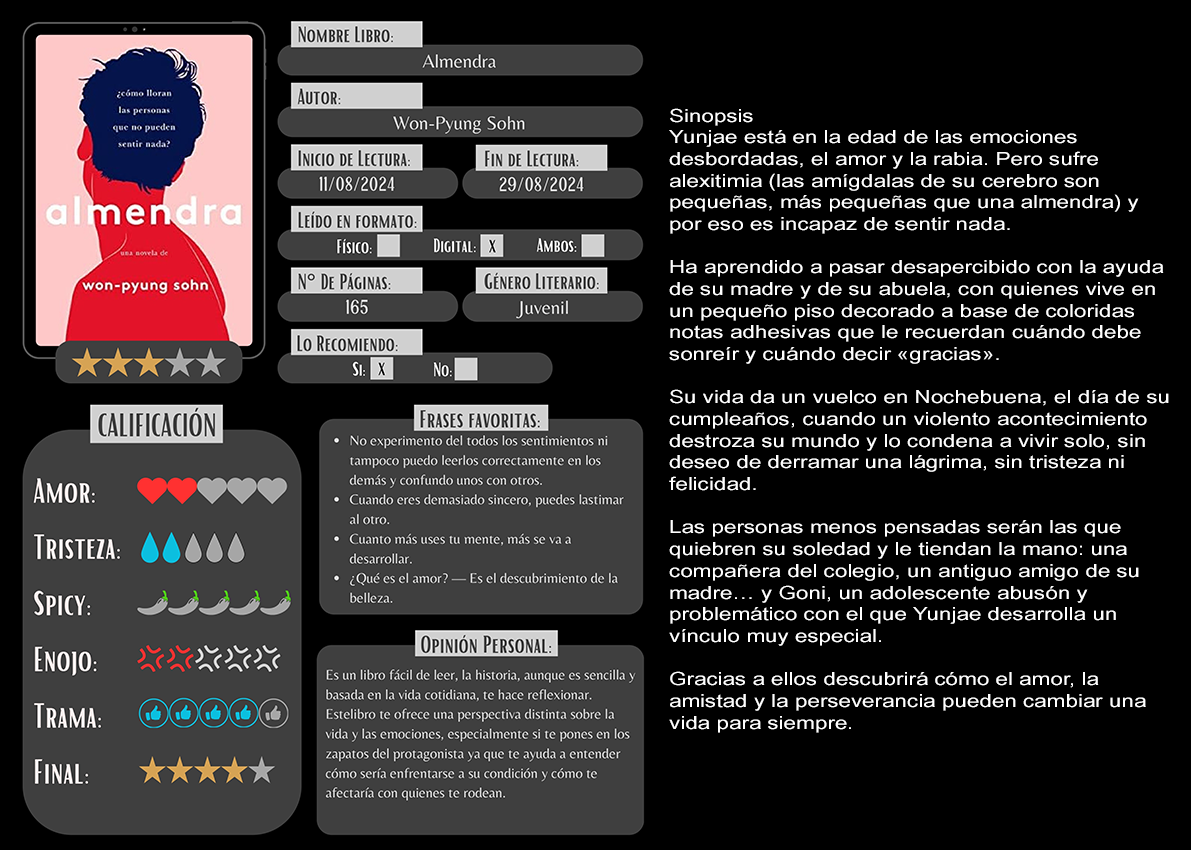 ¿cómo lloran
las personas
que no pueden
sentir nada?
almendra
una novela de
won-pyung sohn
Nombre Libro:
Almendra
Autor:
Won-Pyung Sohn
Inicio de Lectura:
11/08/2024
Fin de Lectura:
29/08/2024
Leído en formato:
Físico:
Digital: X
Ambos:
N° De Páginas:
165
Género Literario:
Juvenil
Lo Recomiendo:
Si: X
No:
CALIFICACIÓN
Amor:
Tristeza:
Spicy:
Enojo:
Trama:
Final:
Frases favoritas:
• No experimento del todos los sentimientos ni
tampoco puedo leerlos correctamente en los
demás y confundo unos con otros.
• Cuando eres demasiado sincero, puedes lastimar
al otro.
• Cuanto más uses tu mente, más se va a
desarrollar.
• ¿Qué es el amor? — Es el descubrimiento de la
belleza.
Opinión Personal:
Es un libro fácil de leer, la historia, aunque es sencilla y
basada en la vida cotidiana, te hace reflexionar.
Estelibro te ofrece una perspectiva distinta sobre la
vida y las emociones, especialmente si te pones en los
zapatos del protagonista ya que te ayuda a entender
cómo sería enfrentarse a su condición y cómo te
afectaría con quienes te rodean.
Sinopsis
Yunjae está en la edad de las emociones
desbordadas, el amor y la rabia. Pero sufre
alexitimia (las amígdalas de su cerebro son
pequeñas, más pequeñas que una almendra) y
por eso es incapaz de sentir nada.
Ha aprendido a pasar desapercibido con la ayuda
de su madre y de su abuela, con quienes vive en
un pequeño piso decorado a base de coloridas
notas adhesivas que le recuerdan cuándo debe
sonreír y cuándo decir «gracias».
Su vida da un vuelco en Nochebuena, el día de su
cumpleaños, cuando un violento acontecimiento
destroza su mundo y lo condena a vivir solo, sin
deseo de derramar una lágrima, sin tristeza ni
felicidad.
Las personas menos pensadas serán las que
quiebren su soledad y le tiendan la mano: una
compañera del colegio, un antiguo amigo de su
madre… y Goni, un adolescente abusón y
problemático con el que Yunjae desarrolla un
vínculo muy especial.
Gracias a ellos descubrirá cómo el amor, la
amistad y la perseverancia pueden cambiar una
vida para siempre.